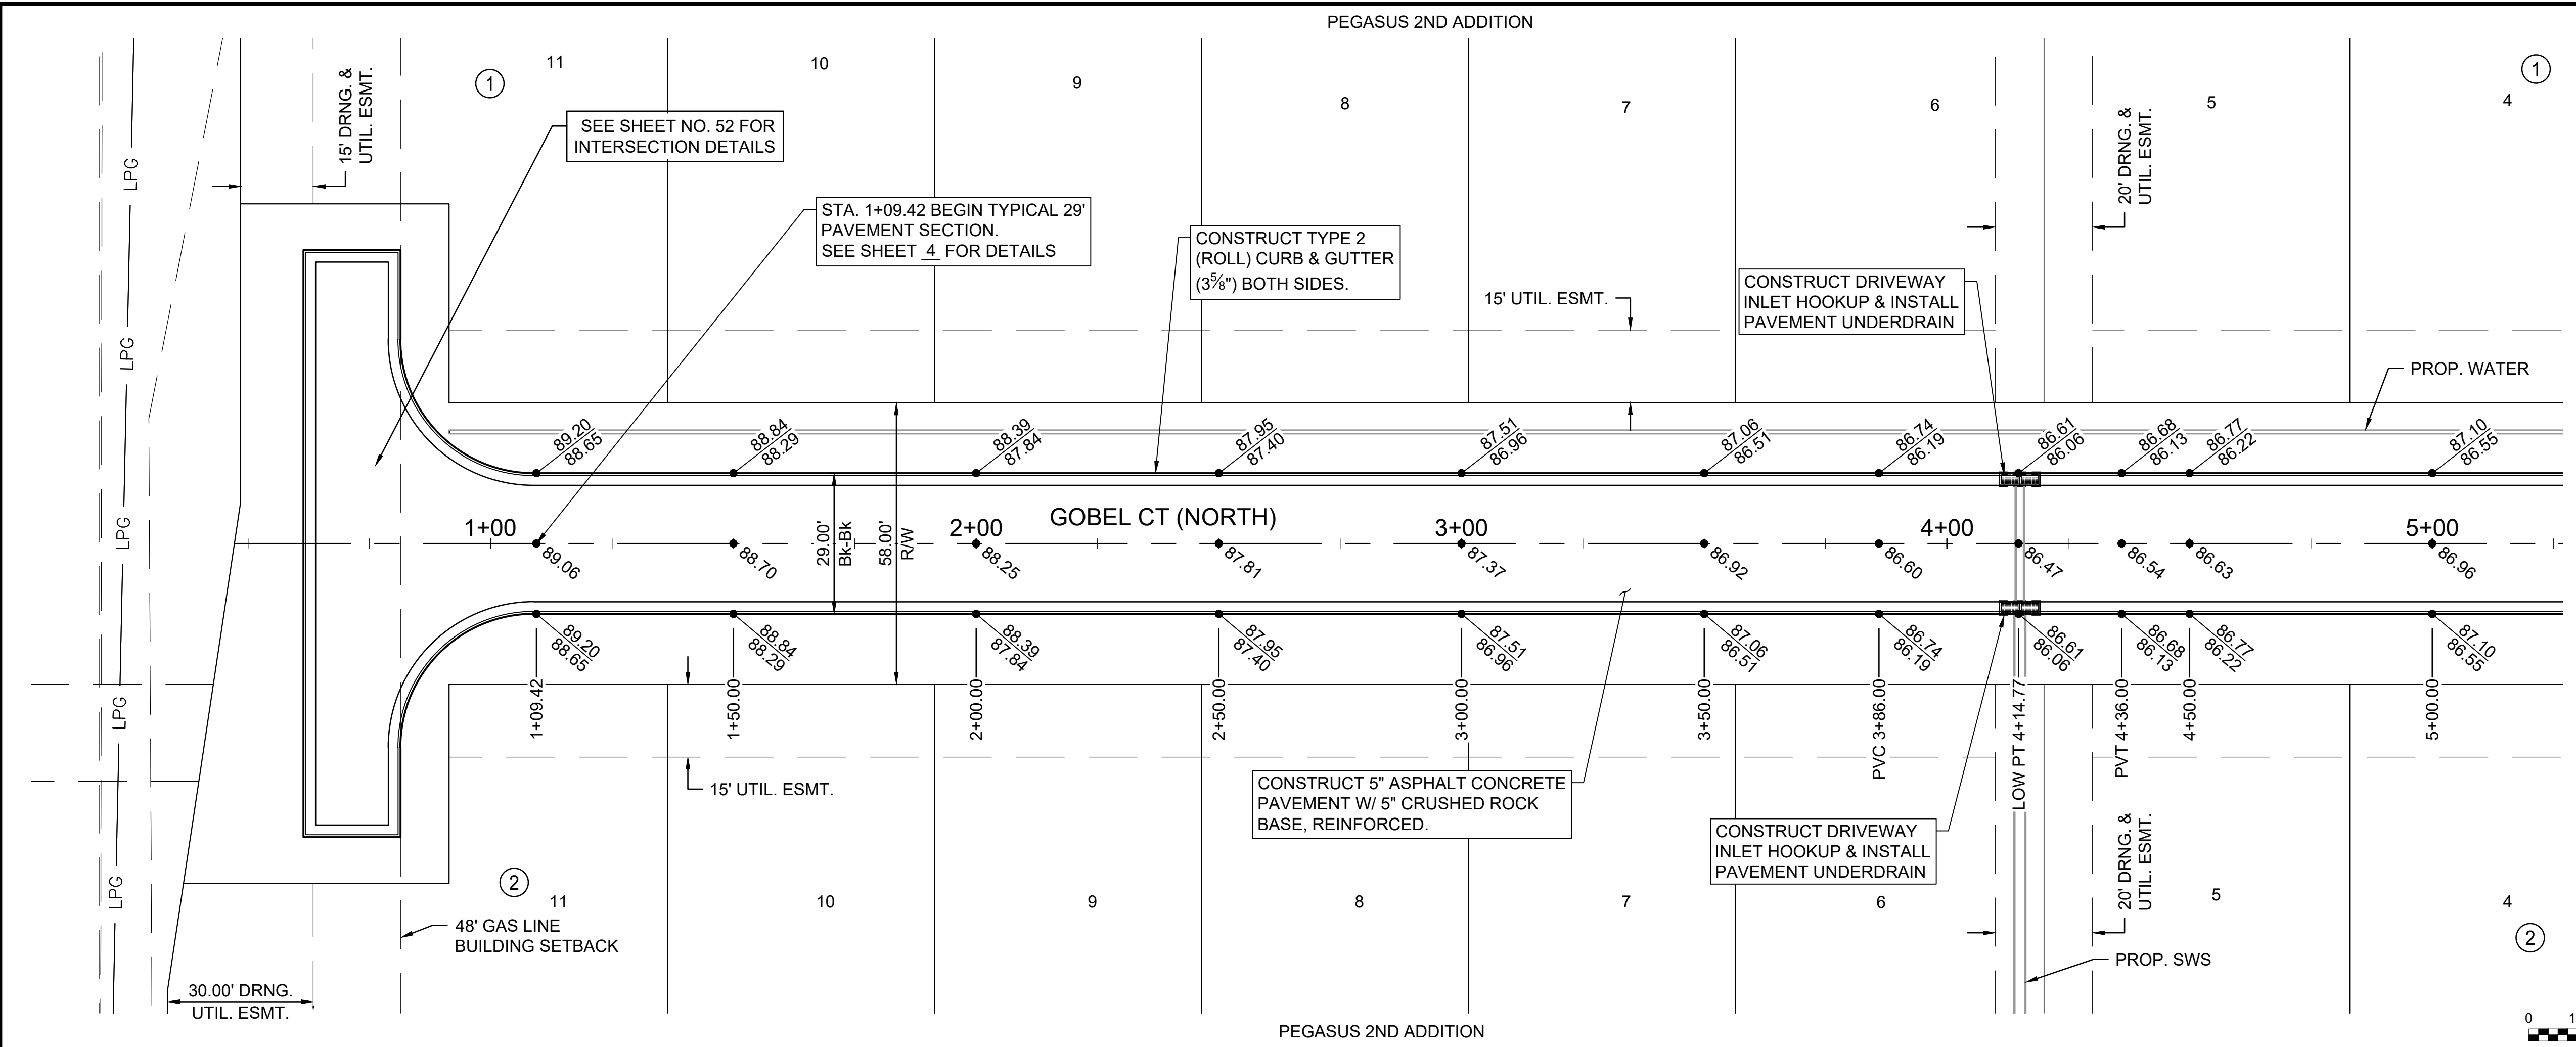 PEGASUS 2ND ADDITION
11
10
9
8
7
6
5
4
1
1
15' DRNG. &
UTIL. ESMT.
SEE SHEET NO. 52 FOR
INTERSECTION DETAILS
STA. 1+09.42 BEGIN TYPICAL 29'
PAVEMENT SECTION.
SEE SHEET 4 FOR DETAILS
CONSTRUCT TYPE 2
(ROLL) CURB & GUTTER
(3⅝") BOTH SIDES.
15' UTIL. ESMT.
CONSTRUCT DRIVEWAY
INLET HOOKUP & INSTALL
PAVEMENT UNDERDRAIN
20' DRNG. &
UTIL. ESMT.
PROP. WATER
LPG
LPG
LPG
LPG
LPG
89.20
88.65
88.84
88.29
88.39
87.84
87.95
87.40
87.51
86.96
87.06
86.51
86.74
86.19
86.61
86.06
86.68
86.13
86.77
86.22
87.10
86.55
1+00
2+00
GOBEL CT (NORTH)
3+00
4+00
5+00
29.00'
Bk-Bk
58.00'
R/W
89.06
88.70
88.25
87.81
87.37
86.92
86.60
86.47
86.54
86.63
86.96
89.20
88.65
88.84
88.29
88.39
87.84
87.95
87.40
87.51
86.96
87.06
86.51
86.74
86.19
86.61
86.06
86.68
86.13
86.77
86.22
87.10
86.55
1+09.42
1+50.00
2+00.00
2+50.00
3+00.00
3+50.00
PVC 3+86.00
LOW PT 4+14.77
PVT 4+36.00
4+50.00
5+00.00
15' UTIL. ESMT.
CONSTRUCT 5" ASPHALT CONCRETE
PAVEMENT W/ 5" CRUSHED ROCK
BASE, REINFORCED.
CONSTRUCT DRIVEWAY
INLET HOOKUP & INSTALL
PAVEMENT UNDERDRAIN
20' DRNG. &
UTIL. ESMT.
2
11
10
9
8
7
6
5
4
2
48' GAS LINE
BUILDING SETBACK
PROP. SWS
30.00' DRNG.
UTIL. ESMT.
PEGASUS 2ND ADDITION
0
1